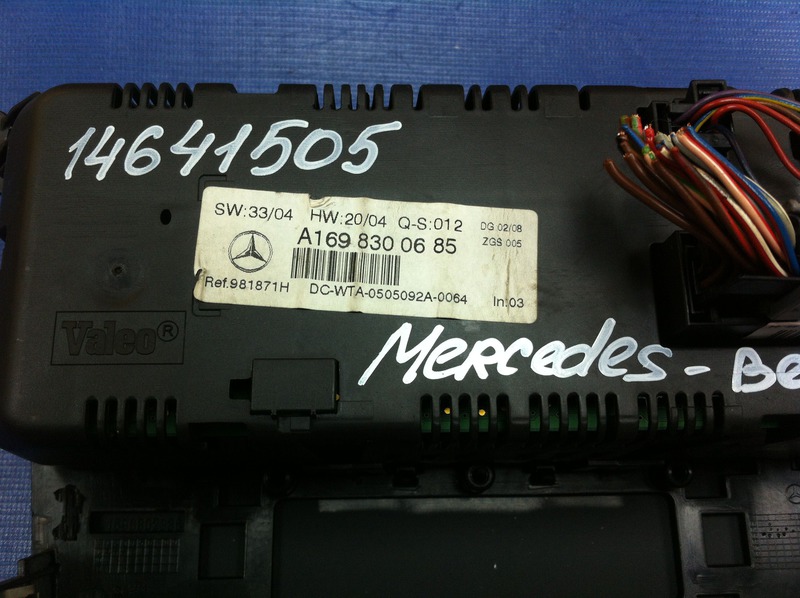 14641505
SW:33/04 HW:20/04 Q-S:012 DG 02/08
A169 830 06 85 ZGS 005
Ref.981871H DC-WTA-0505092A-0064 In:03
Valeo®
Mercedes - Be